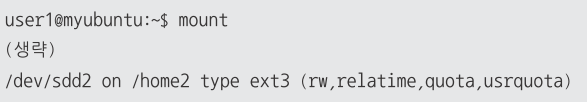 user1@myubuntu:~$ mount
(생략)
/dev/sdd2 on /home2 type ext3 (rw,relatime,quota,usrquota)